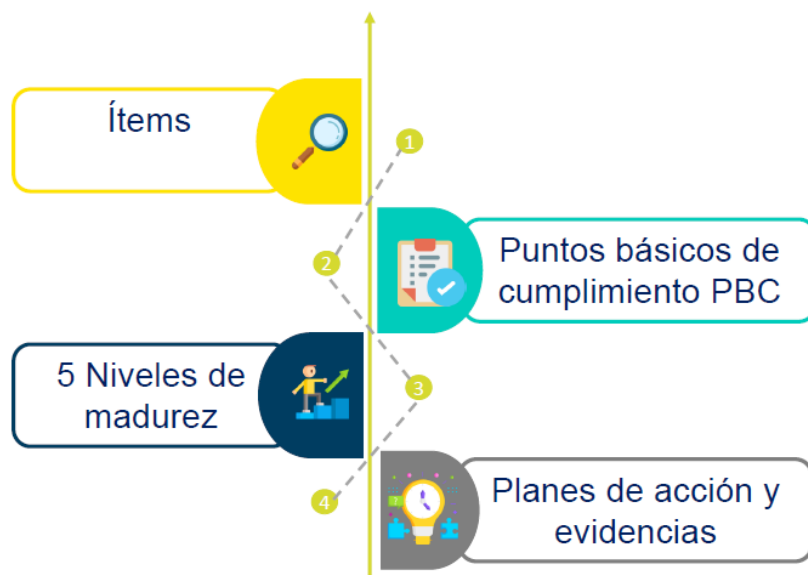 Ítems
1
Puntos básicos de
cumplimiento PBC
2
5 Niveles de
madurez
3
Planes de acción y
evidencias
4